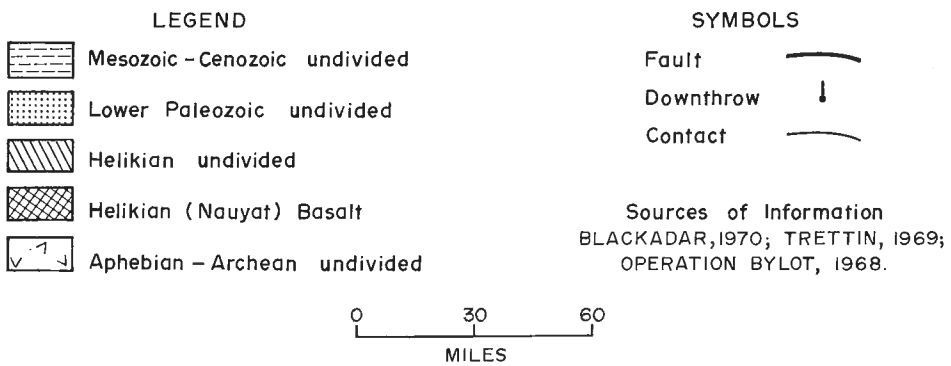 LEGEND
Mesozoic - Cenozoic undivided
Lower Paleozoic undivided
Helikian undivided
Helikian (Nauyat) Basalt
Aphebian - Archean undivided
SYMBOLS
Fault
Downthrow
Contact
Sources of Information
BLACKADAR, 1970; TRETTIN, 1969;
OPERATION BYLOT, 1968.
0 30 60
MILES